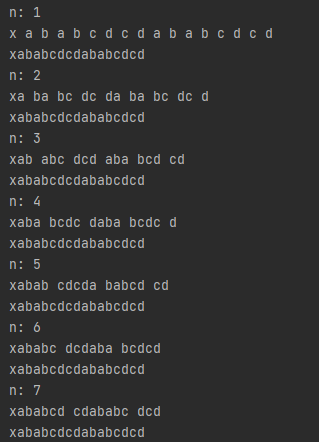 n: 1
x a b a b c d c d a b a b c d c d
xababcdcdababcdcd
n: 2
xa ba bc dc da ba bc dc d
xababcdcdababcdcd
n: 3
xab abc dcd aba bcd cd
xababcdcdababcdcd
n: 4
xaba bcdc daba bcdc d
xababcdcdababcdcd
n: 5
xabab cdcda babcd cd
xababcdcdababcdcd
n: 6
xababc dcdaba bcdcd
xababcdcdababcdcd
n: 7
xababcd cdababc dcd
xababcdcdababcdcd